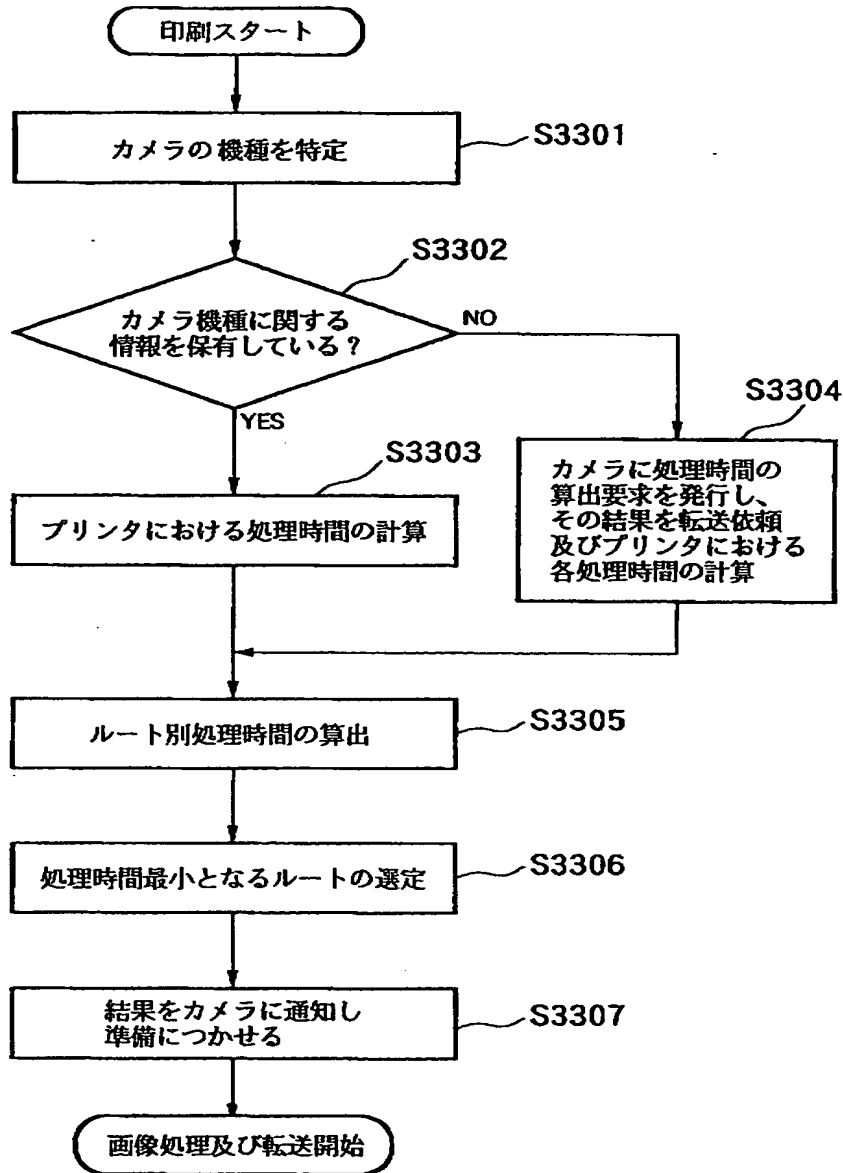 印刷スタート
カメラの機種を特定
S3301
S3302
カメラ機種に関する
情報を保有している？
NO
YES
S3303
プリンタにおける処理時間の計算
S3304
カメラに処理時間の
算出要求を発行し、
その結果を転送依頼
及びプリンタにおける
各処理時間の計算
ルート別処理時間の算出
S3305
処理時間最小となるルートの選定
S3306
結果をカメラに通知し
準備につかせる
S3307
画像処理及び転送開始